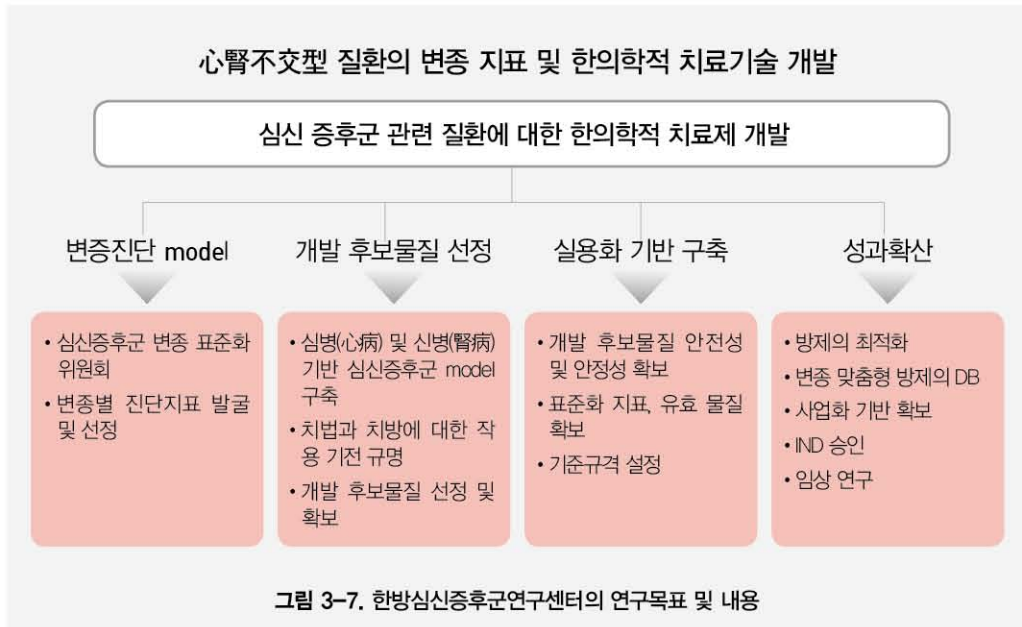 心腎不交型 질환의 변종 지표 및 한의학적 치료기술 개발
심신 증후군 관련 질환에 대한 한의학적 치료제 개발
변증진단 model
• 심신증후군 변종 표준화
위원회
• 변종별 진단지표 발굴
및 선정
개발 후보물질 선정
• 심병(心病) 및 신병(腎病)
기반 심신증후군 model
구축
• 치법과 치방에 대한 작
용 기전 규명
• 개발 후보물질 선정 및
확보
실용화 기반 구축
• 개발 후보물질 안전성
및 안정성 확보
• 표준화 지표, 유효 물질
확보
• 기준규격 설정
성과확산
• 방제의 최적화
• 변종 맞춤형 방제의 DB
• 사업화 기반 확보
• IND 승인
• 임상 연구
그림 3-7. 한방심신증후군연구센터의 연구목표 및 내용